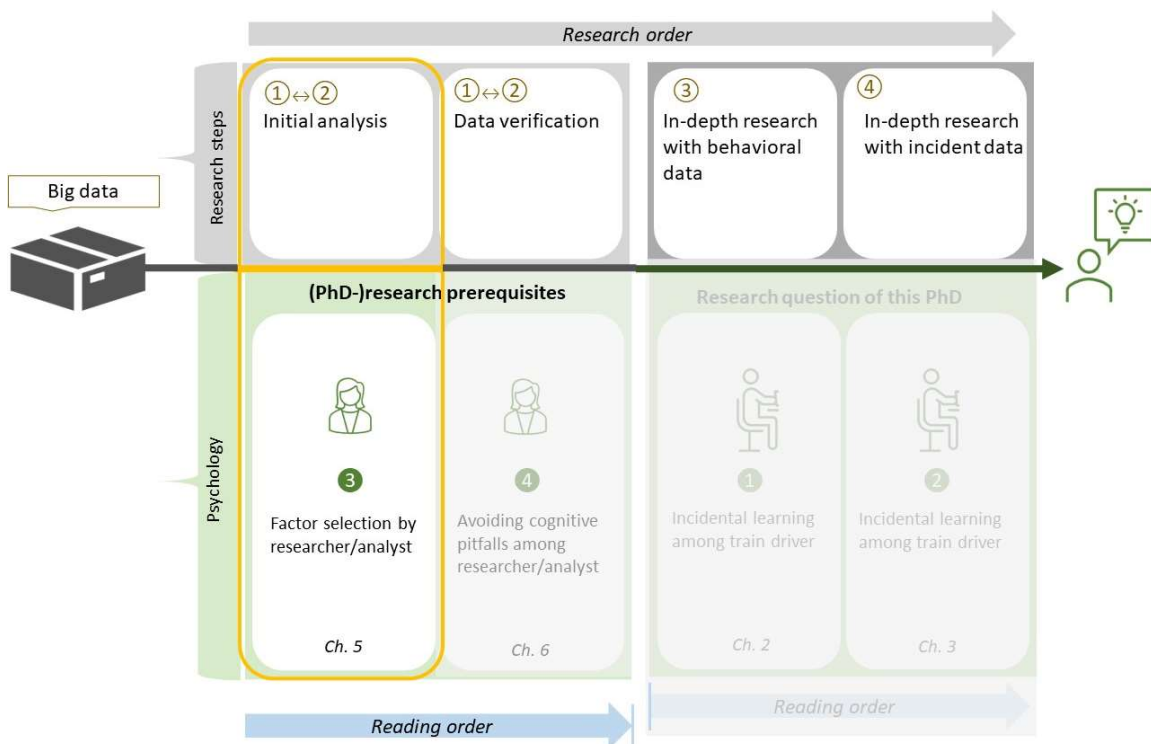 Research order
Research steps
① ↔ ②
Initial analysis
① ↔ ②
Data verification
③
In-depth research
with behavioral
data
④
In-depth research
with incident data
Big data
(PhD-)research prerequisites
Research question of this PhD
Psychology
3
Factor selection by
researcher/analyst
Ch. 5
4
Avoiding cognitive
pitfalls among
researcher/analyst
Ch. 6
1
Incidental learning
among train driver
Ch. 2
2
Incidental learning
among train driver
Ch. 3
Reading order
Reading order